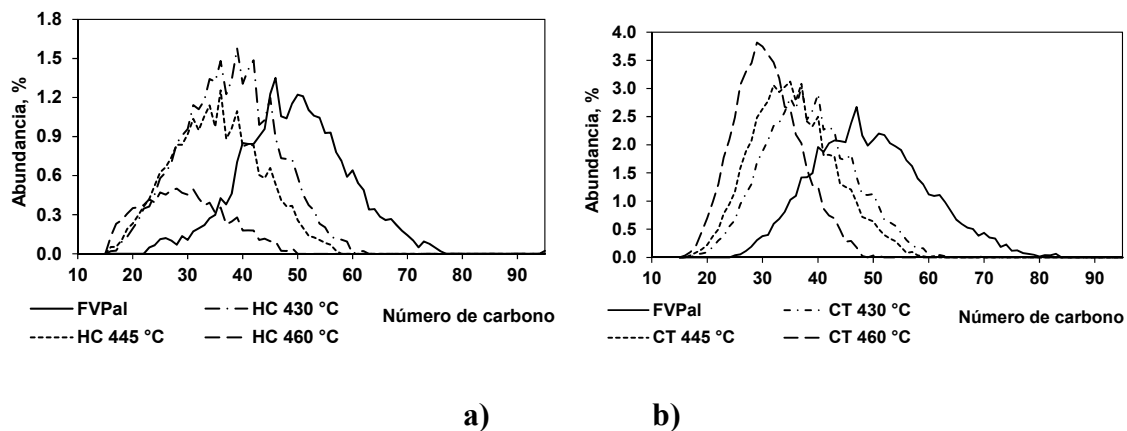 1.8
1.5
1.2
0.9
0.6
0.3
0.0
Abundancia, %
10 20 30 40 50 60 70 80 90
Número de carbono
FVPal HC 430 °C
HC 445 °C HC 460 °C
a)
4.0
3.5
3.0
2.5
2.0
1.5
1.0
0.5
0.0
Abundancia, %
10 20 30 40 50 60 70 80 90
Número de carbono
FVPal CT 430 °C
CT 445 °C CT 460 °C
b)